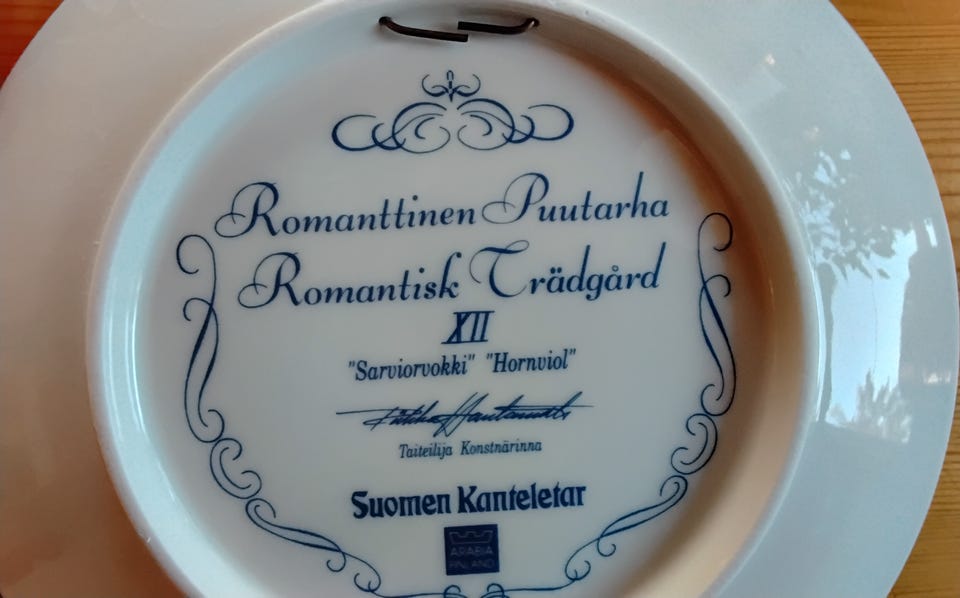 Romanttinen Puutarha
Romantisk Trädgård
XII
"Sarviorvokki" "Hornviol"
Taiteilija Konstnärinna
Suomen Kanteletar
ARABIA
FINLAND